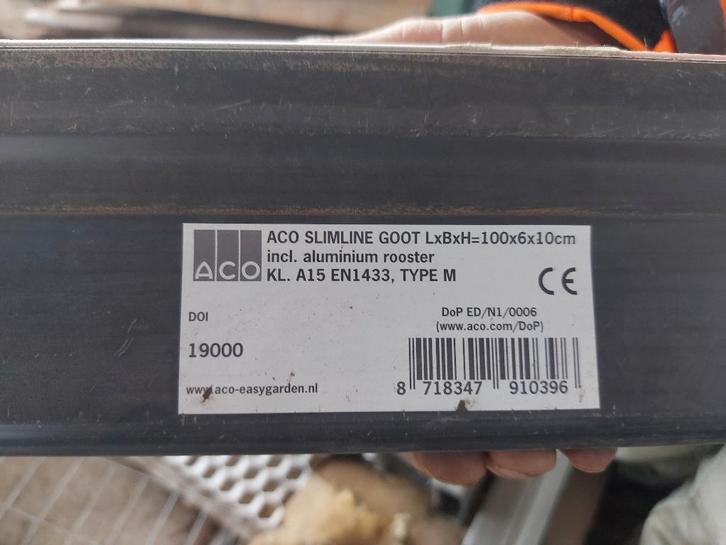 ACO
ACO SLIMLINE GOOT LxBxH=100x6x10cm
incl. aluminium rooster
KL. A15 EN1433, TYPE M
CE
DOI
DoP ED/N1/0006
(www.aco.com/DoP)
19000
www.aco-easygarden.nl
8 718347 910396